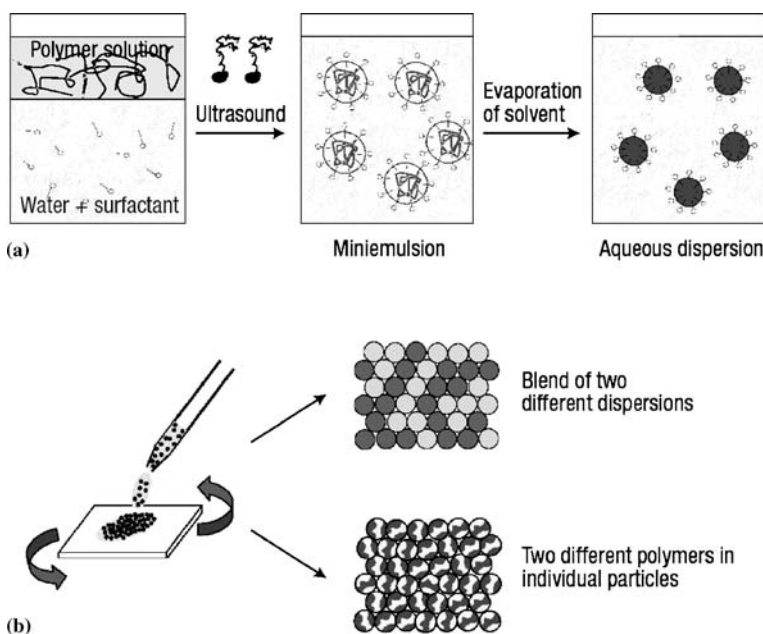 Polymer solution
Water + surfactant
Ultrasound
Miniemulsion
Evaporation
of solvent
Aqueous dispersion
(a)
Blend of two
different dispersions
Two different polymers in
individual particles
(b)